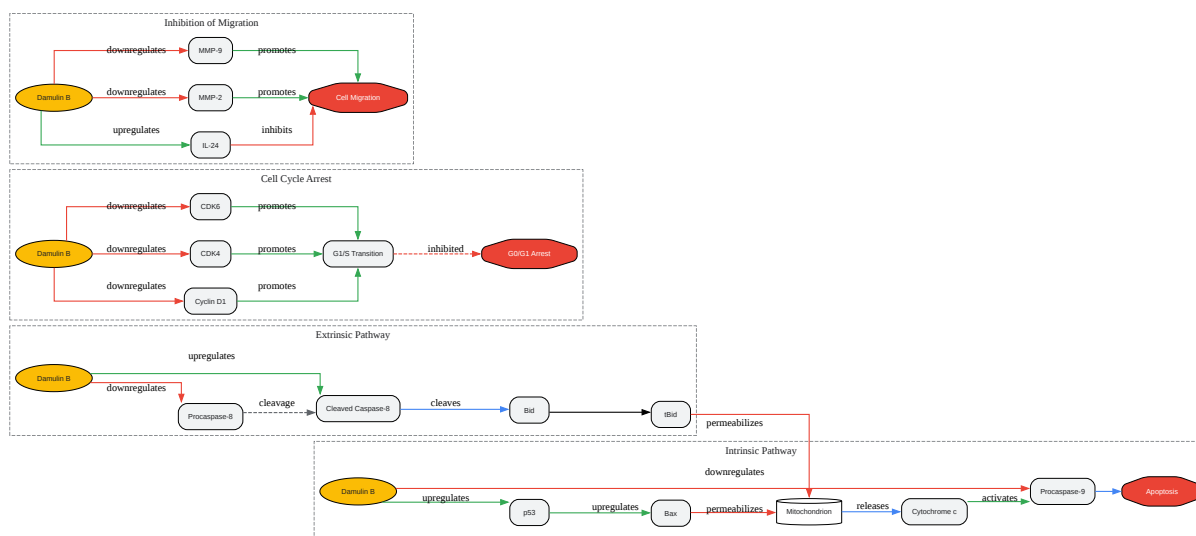 Inhibition of Migration
downregulates
MMP-9
promotes
Damulin B
downregulates
MMP-2
promotes
Cell Migration
upregulates
IL-24
inhibits
Cell Cycle Arrest
downregulates
CDK6
promotes
Damulin B
downregulates
CDK4
promotes
G1/S Transition
inhibited
G0/G1 Arrest
downregulates
Cyclin D1
promotes
Extrinsic Pathway
upregulates
Damulin B
downregulates
Procaspase-8
cleavage
Cleaved Caspase-8
cleaves
Bid
tBid
permeabilizes
Intrinsic Pathway
downregulates
Damulin B
upregulates
p53
upregulates
Bax
permeabilizes
Mitochondrion
releases
Cytochrome c
activates
Procaspase-9
Apoptosis